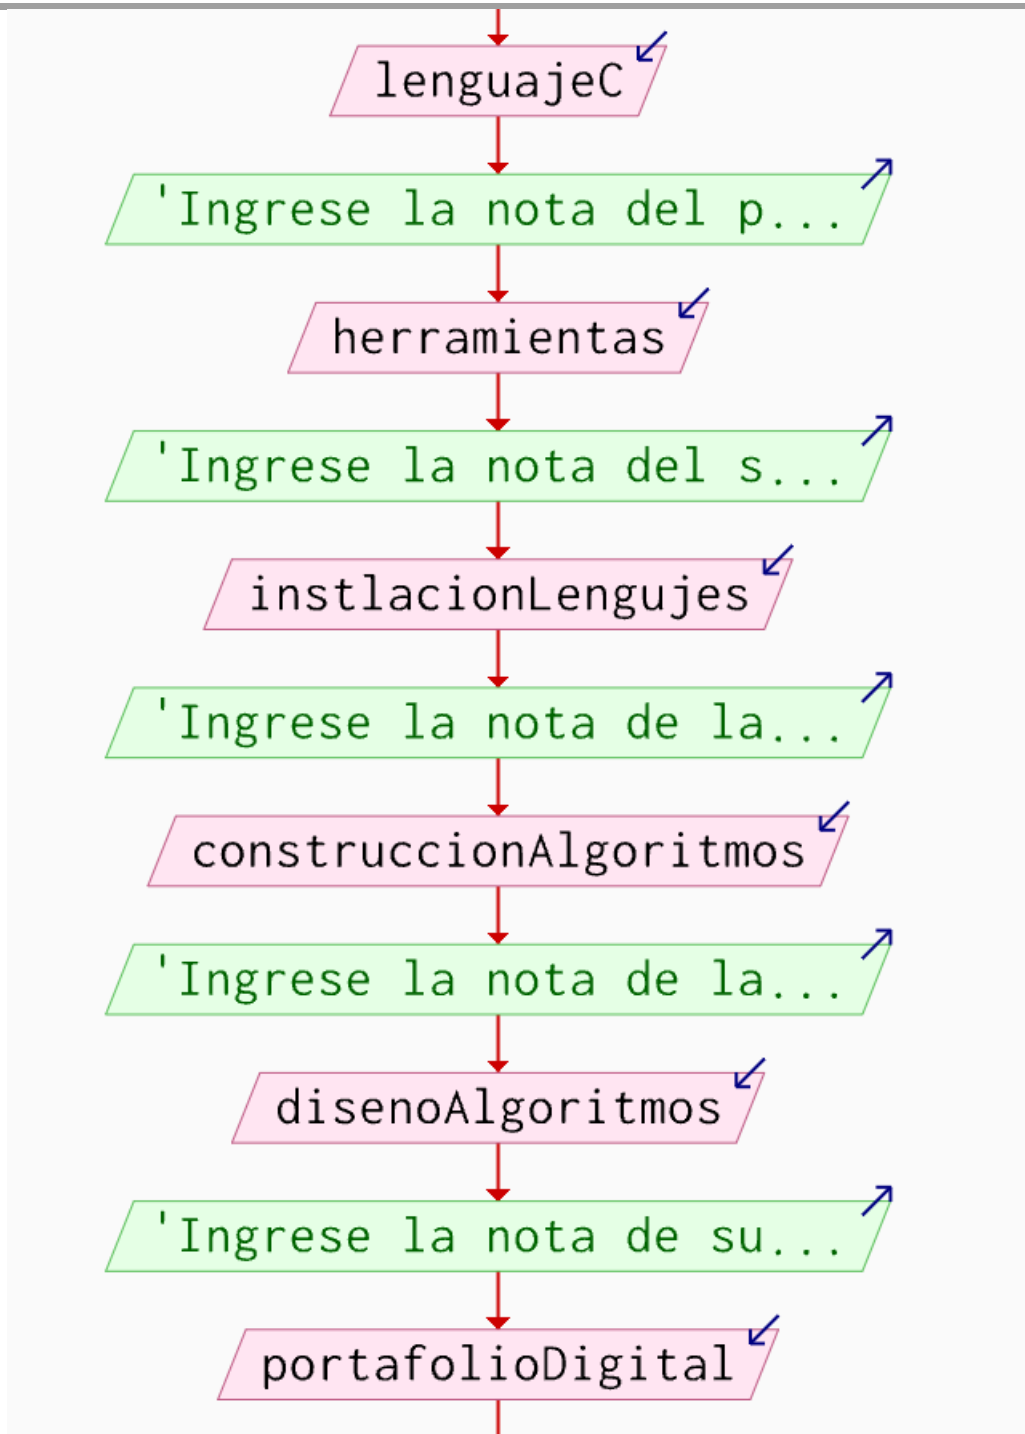 lenguajeC
'Ingrese la nota del p...
herramientas
'Ingrese la nota del s...
instlacionLengujes
'Ingrese la nota de la...
construccionAlgoritmos
'Ingrese la nota de la...
disenoAlgoritmos
'Ingrese la nota de su...
portafolioDigital